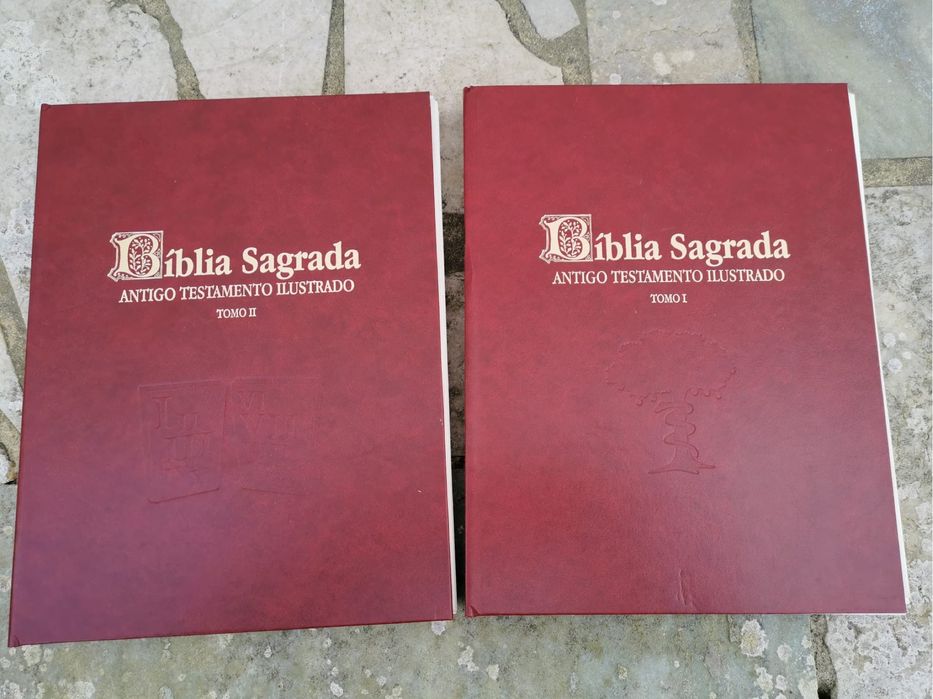 Bíblia Sagrada
ANTIGO TESTAMENTO ILUSTRADO
TOMO II
Bíblia Sagrada
ANTIGO TESTAMENTO ILUSTRADO
TOMO I